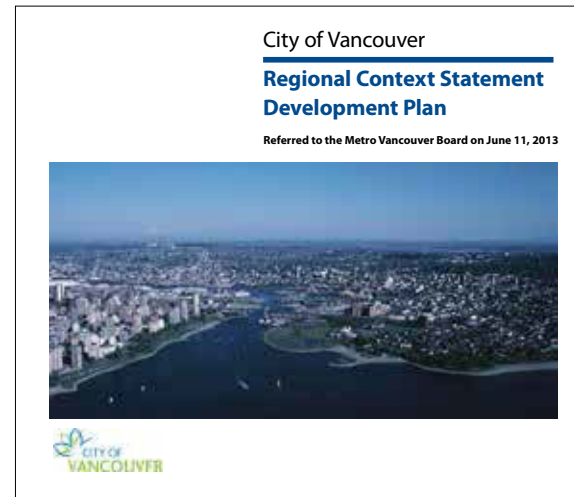 City of Vancouver
Regional Context Statement
Development Plan
Referred to the Metro Vancouver Board on June 11, 2013
CITY OF
VANCOUVER